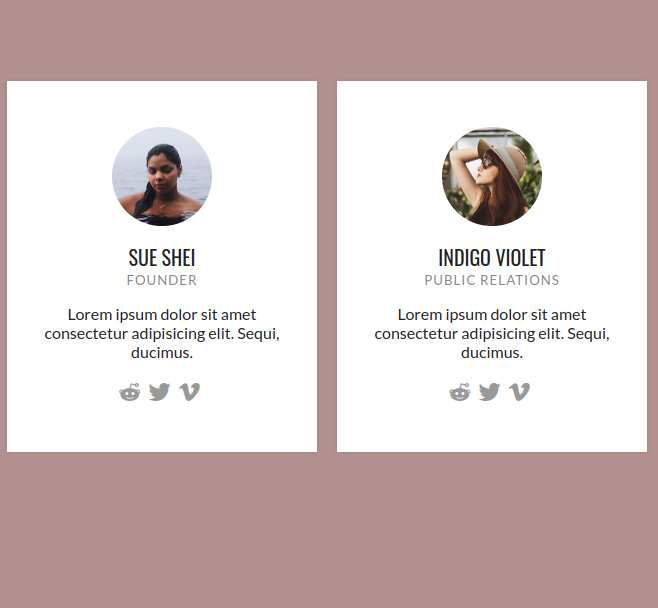 SUE SHEI
FOUNDER
Lorem ipsum dolor sit amet
consectetur adipisicing elit. Sequi,
ducimus.
INDIGO VIOLET
PUBLIC RELATIONS
Lorem ipsum dolor sit amet
consectetur adipisicing elit. Sequi,
ducimus.